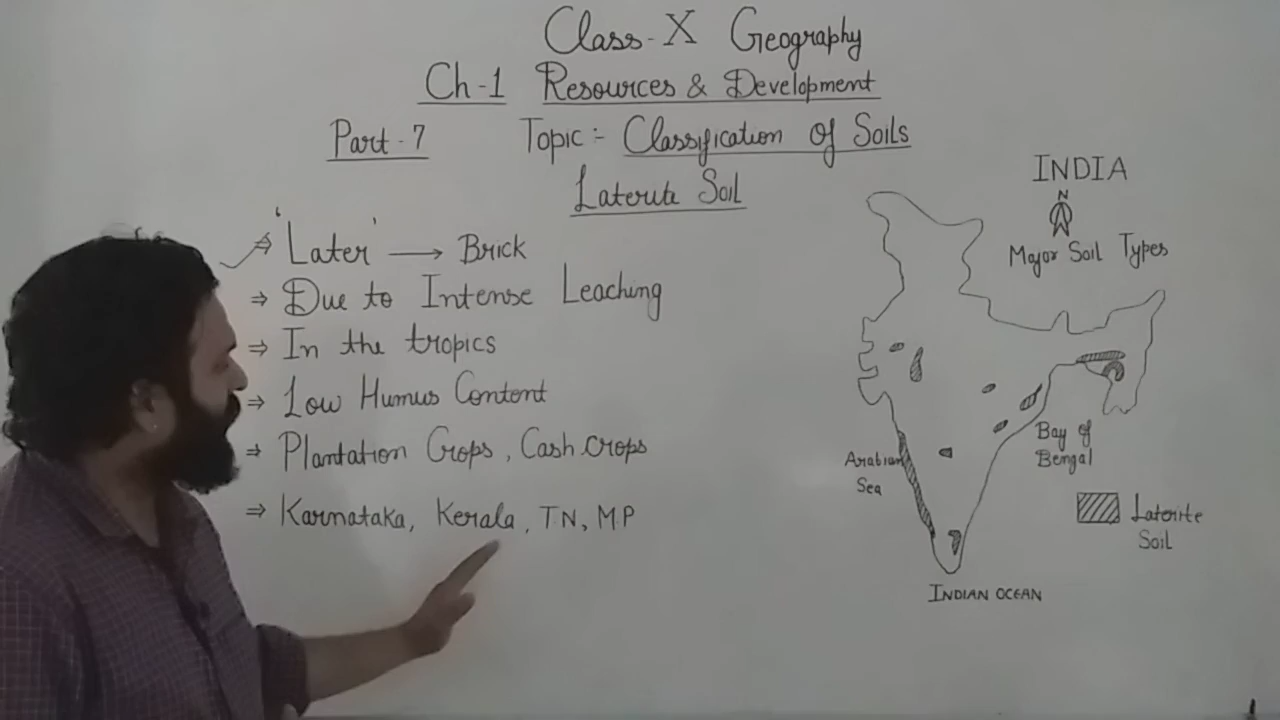 Class-X Geography
Ch-1 Resources & Development
Part-7 Topic:- Classification of Soils
Laterite Soil
⇒ 'Later' → Brick
⇒ Due to Intense Leaching
⇒ In the tropics
⇒ Low Humus Content
⇒ Plantation Crops, Cash crops
⇒ Karnataka, Kerala, T.N, M.P
INDIA
N
Major Soil Types
Arabian
Sea
Bay of
Bengal
Laterite
Soil
INDIAN OCEAN